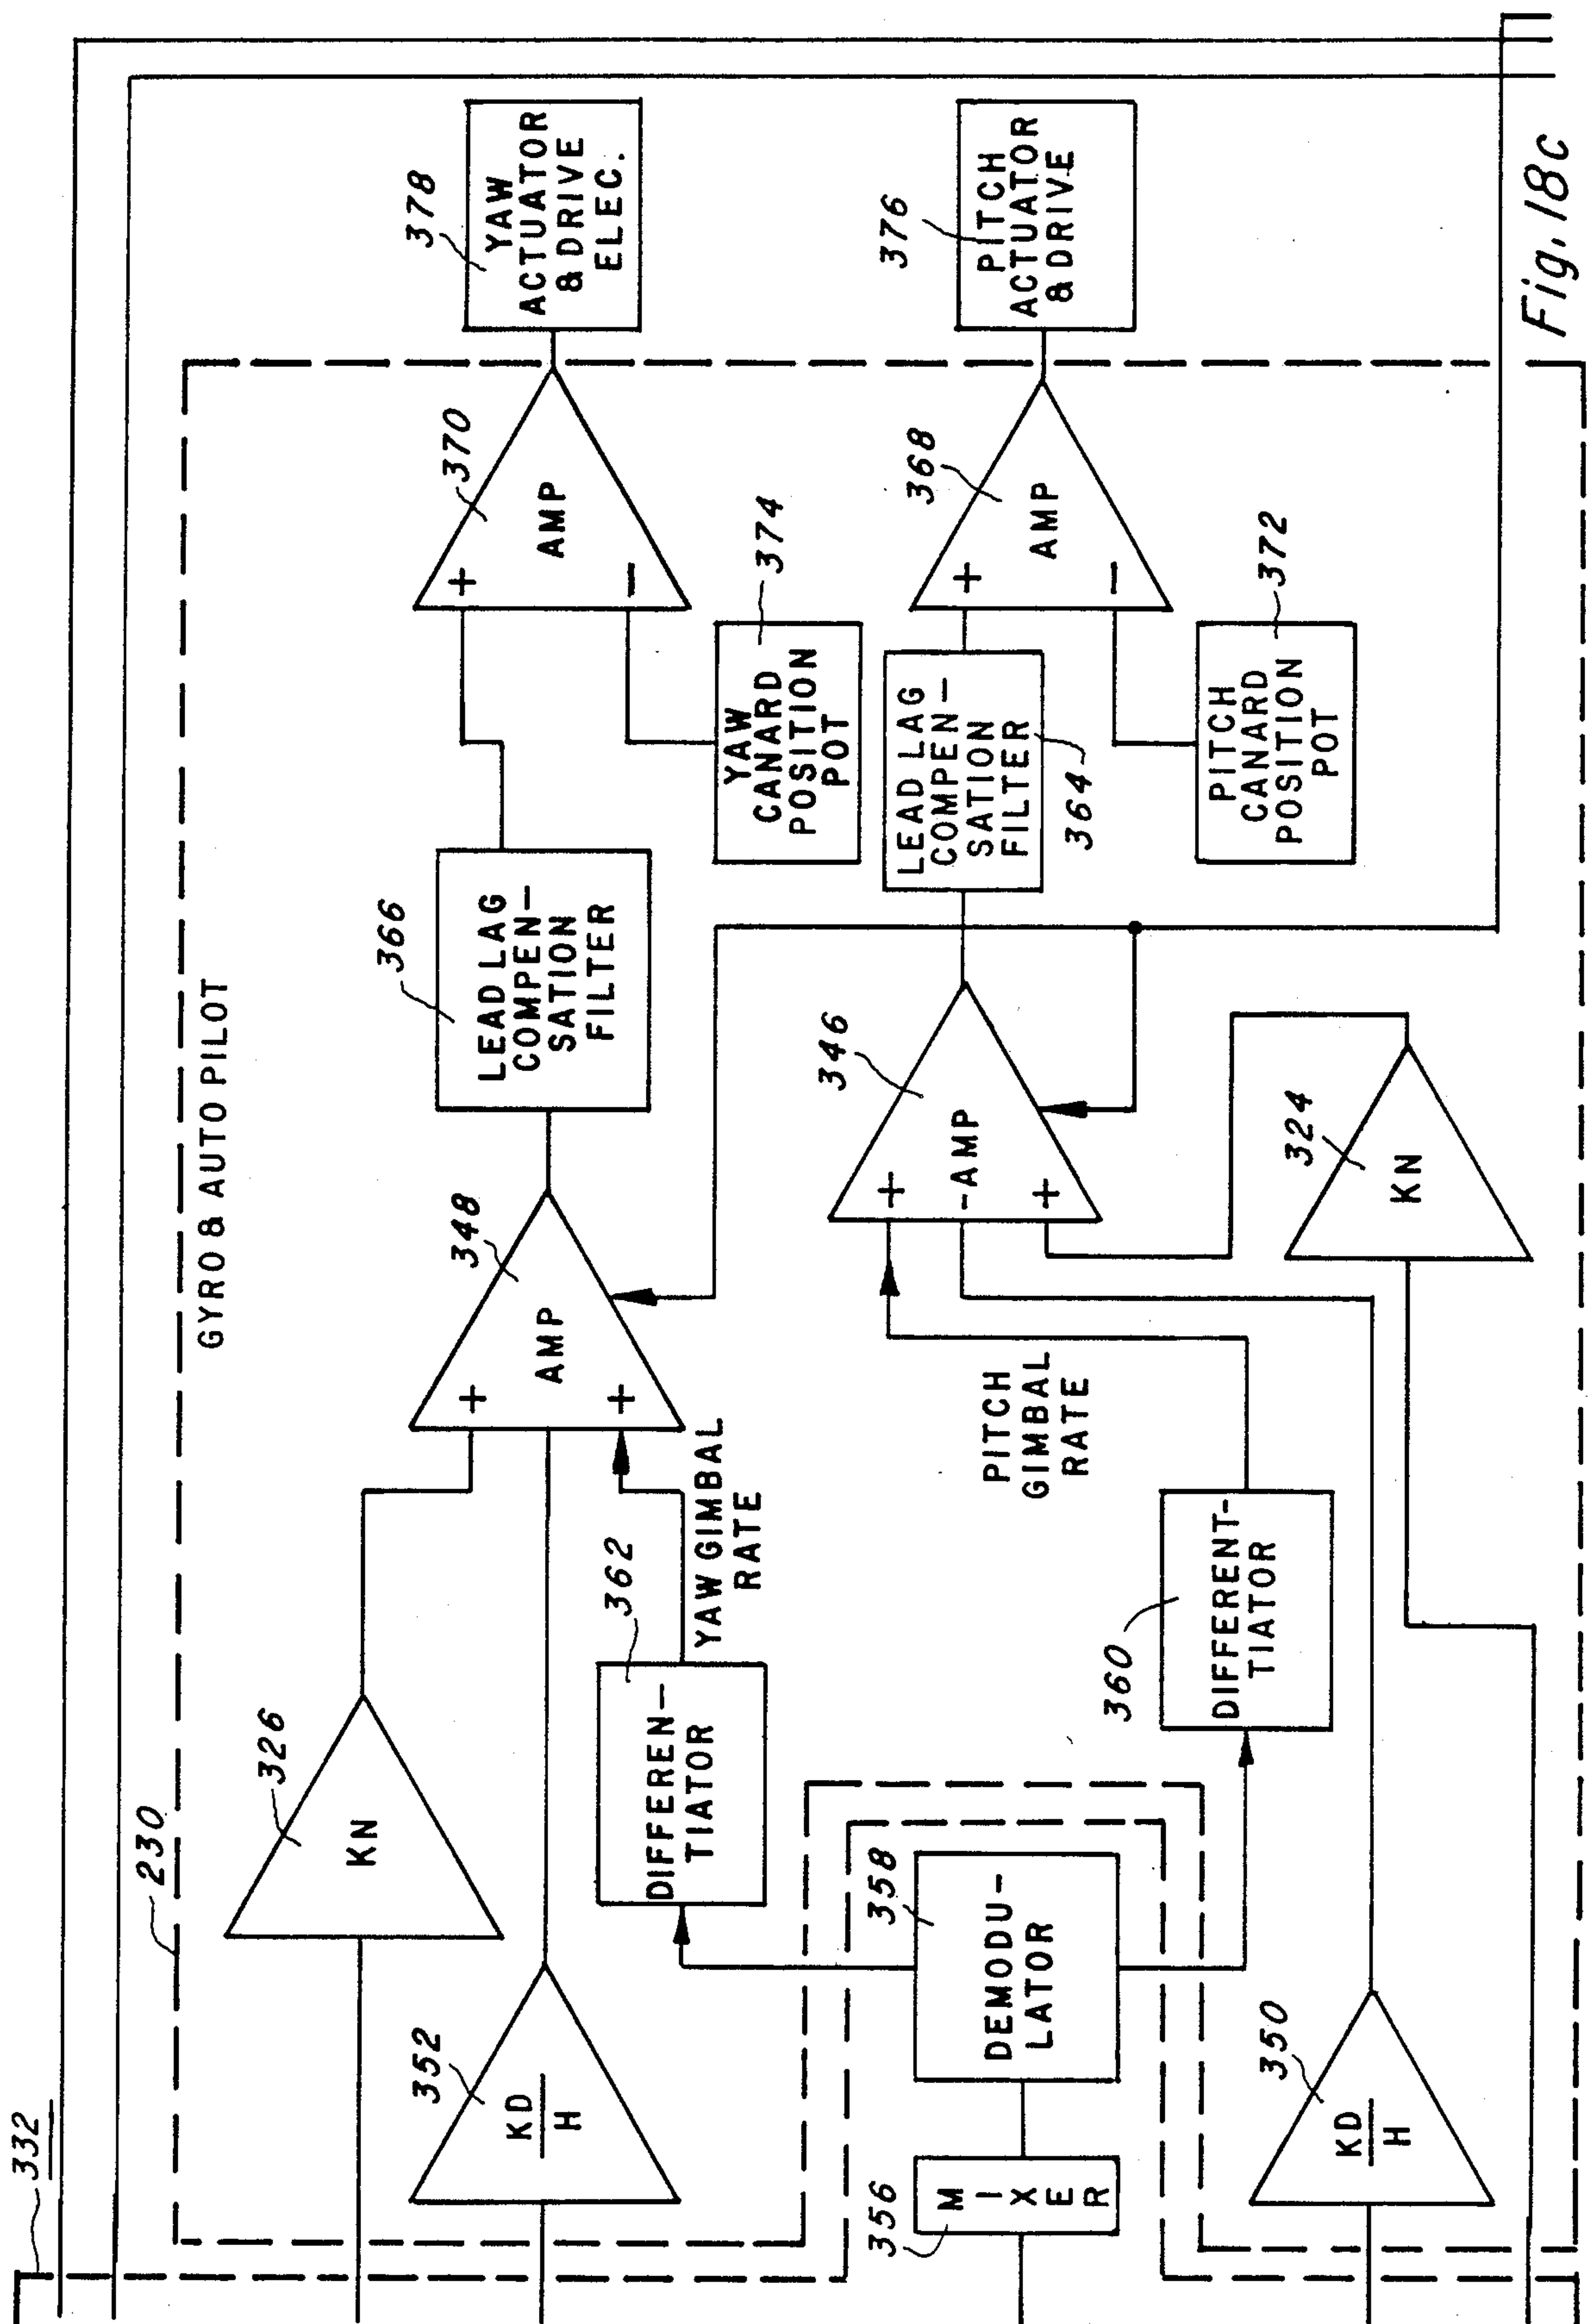 332
230
GYRO & AUTO PILOT
326
KN
352
KD
H
348
+
AMP
+
366
LEAD LAG
COMPEN-
SATION
FILTER
370
+
AMP
-
378
YAW
ACTUATOR
& DRIVE
ELEC.
362
DIFFEREN-
TIATOR
YAW GIMBAL
RATE
374
YAW
CANARD
POSITION
POT
356
MIXER
358
DEMODU-
LATOR
346
+
-AMP
+
LEAD LAG
COMPEN-
SATION
FILTER
364
368
+
AMP
-
376
PITCH
ACTUATOR
& DRIVE
PITCH
GIMBAL
RATE
360
DIFFERENT-
TIATOR
372
PITCH
CANARD
POSITION
POT
350
KD
H
324
KN
Fig. 18c